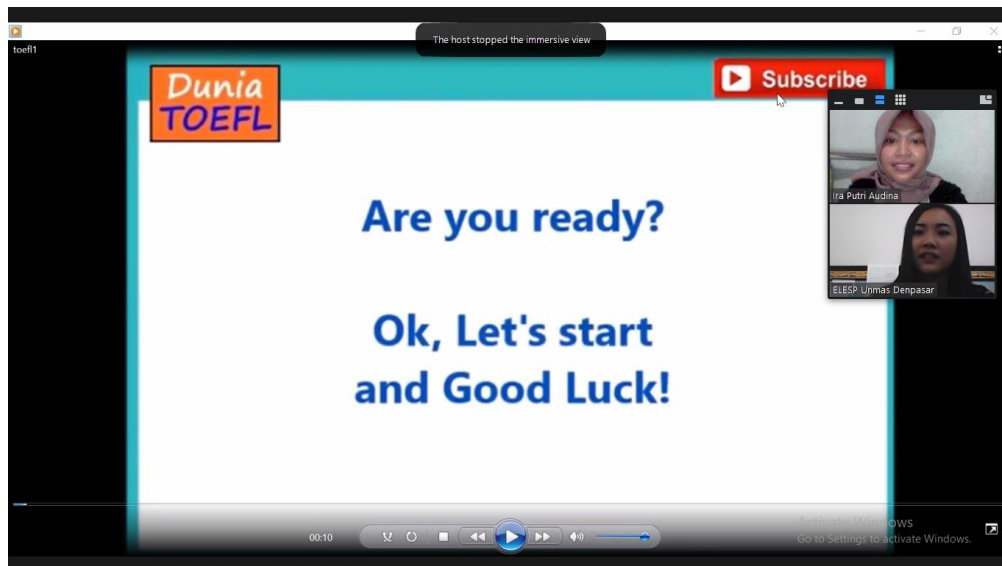 The host stopped the immersive view
toefl1
Dunia
TOEFL
Subscribe
Ira Putri Audina
ELESP Unmas Denpasar
Are you ready?
Ok, Let's start
and Good Luck!
00:10
Activate Windows
Go to Settings to activate Windows.